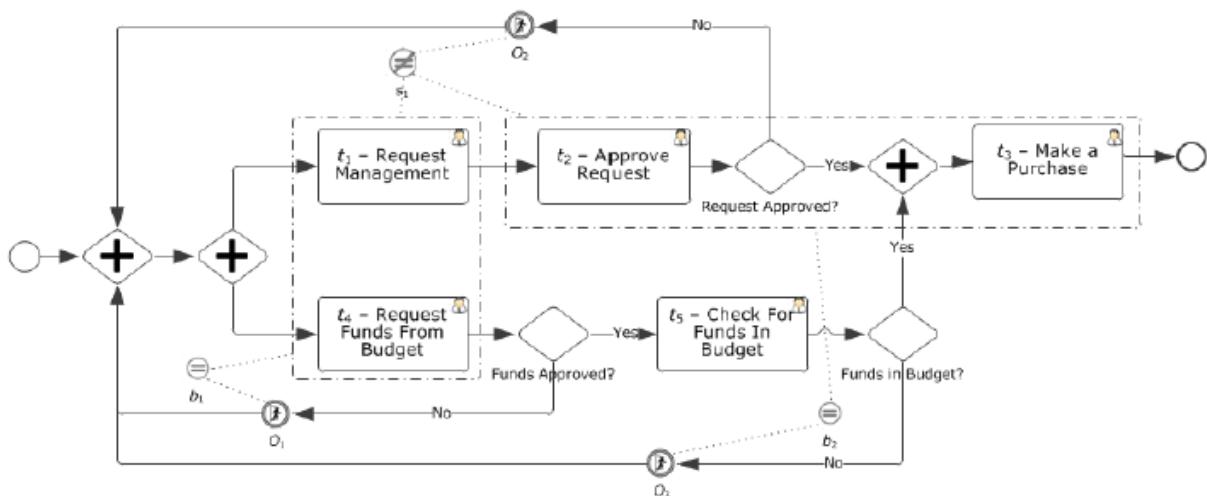 No
O₂
s₁
t₁ – Request
Management
t₂ – Approve
Request
Yes
t₃ – Make a
Purchase
Request Approved?
Yes
t₄ – Request
Funds From
Budget
Yes
t₅ – Check For
Funds In
Budget
Funds Approved?
Funds in Budget?
b₁
No
O₁
b₂
No